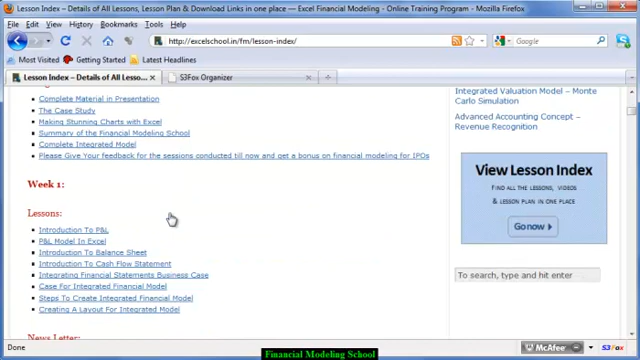 Lesson Index – Details of All Lessons, Lesson Plan & Download Links in one place — Excel Financial Modeling - Online Training Program - Mozilla Firefox
File Edit View History Bookmarks Tools Help
http://excelschool.in/fm/lesson-index/
Google
Most Visited Getting Started Latest Headlines
Lesson Index – Details of All Lesso... S3Fox Organizer
Complete Material in Presentation
The Case Study
Making Stunning Charts with Excel
Summary of the Financial Modeling School
Complete Integrated Model
Please Give Your feedback for the sessions conducted till now and get a bonus on financial modeling for IPOs
Week 1:
Lessons:
Introduction To P&L
P&L Model In Excel
Introduction To Balance Sheet
Introduction To Cash Flow Statement
Integrating Financial Statements Business Case
Case For Integrated Financial Model
Steps To Create Integrated Financial Model
Creating A Layout For Integrated Model
News Letter:
Integrated Valuation Model – Monte
Carlo Simulation
Advanced Accounting Concept –
Revenue Recognition
View Lesson Index
FIND ALL THE LESSONS, VIDEOS
& LESSON PLAN IN ONE PLACE
Go now
To search, type and hit enter
Done
McAfee
S3Fox
Financial Modeling School